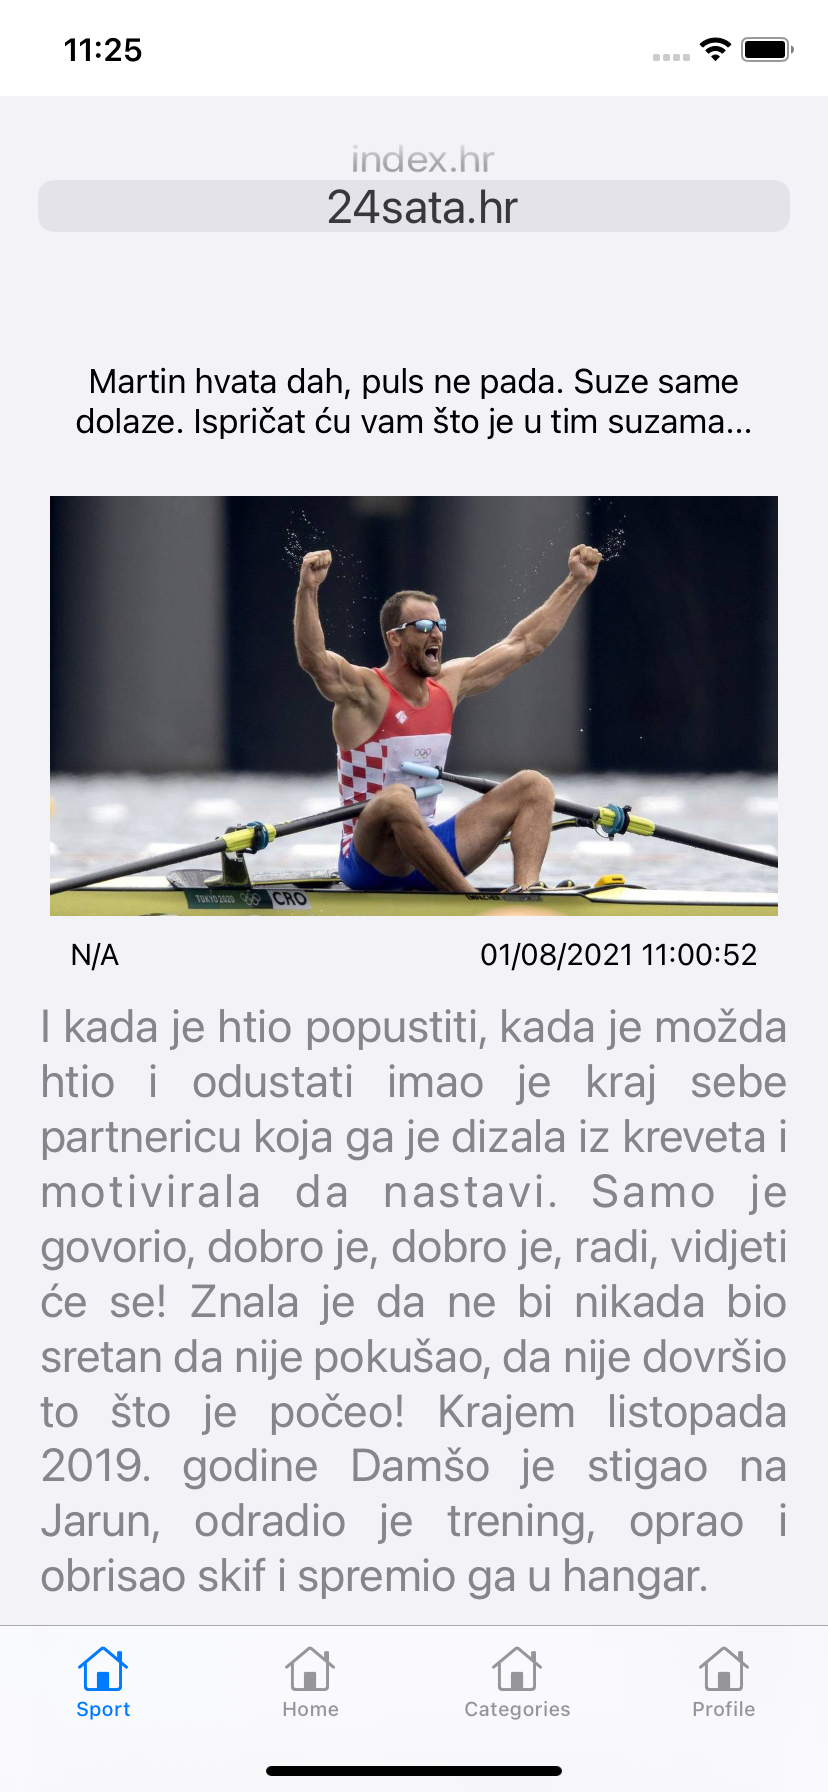 11:25
index.hr
24sata.hr
Martin hvata dah, puls ne pada. Suze same
dolaze. Ispričat ću vam što je u tim suzama...
TOKYO 2020
CRO
N/A
01/08/2021 11:00:52
I kada je htio popustiti, kada je možda
htio i odustati imao je kraj sebe
partnericu koja ga je dizala iz kreveta i
motivirala da nastavi. Samo je
govorio, dobro je, dobro je, radi, vidjeti
će se! Znala je da ne bi nikada bio
sretan da nije pokušao, da nije dovršio
to što je počeo! Krajem listopada
2019. godine Damšo je stigao na
Jarun, odradio je trening, oprao i
obrisao skif i spremio ga u hangar.
Sport
Home
Categories
Profile